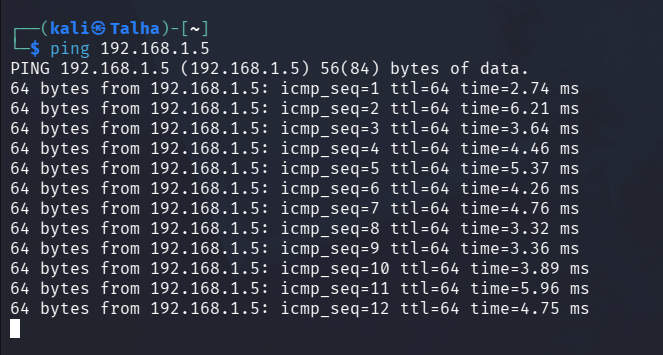 ┌──(kali㉿Talha)-[~]
└─$ ping 192.168.1.5
PING 192.168.1.5 (192.168.1.5) 56(84) bytes of data.
64 bytes from 192.168.1.5: icmp_seq=1 ttl=64 time=2.74 ms
64 bytes from 192.168.1.5: icmp_seq=2 ttl=64 time=6.21 ms
64 bytes from 192.168.1.5: icmp_seq=3 ttl=64 time=3.64 ms
64 bytes from 192.168.1.5: icmp_seq=4 ttl=64 time=4.46 ms
64 bytes from 192.168.1.5: icmp_seq=5 ttl=64 time=5.37 ms
64 bytes from 192.168.1.5: icmp_seq=6 ttl=64 time=4.26 ms
64 bytes from 192.168.1.5: icmp_seq=7 ttl=64 time=4.76 ms
64 bytes from 192.168.1.5: icmp_seq=8 ttl=64 time=3.32 ms
64 bytes from 192.168.1.5: icmp_seq=9 ttl=64 time=3.36 ms
64 bytes from 192.168.1.5: icmp_seq=10 ttl=64 time=3.89 ms
64 bytes from 192.168.1.5: icmp_seq=11 ttl=64 time=5.96 ms
64 bytes from 192.168.1.5: icmp_seq=12 ttl=64 time=4.75 ms